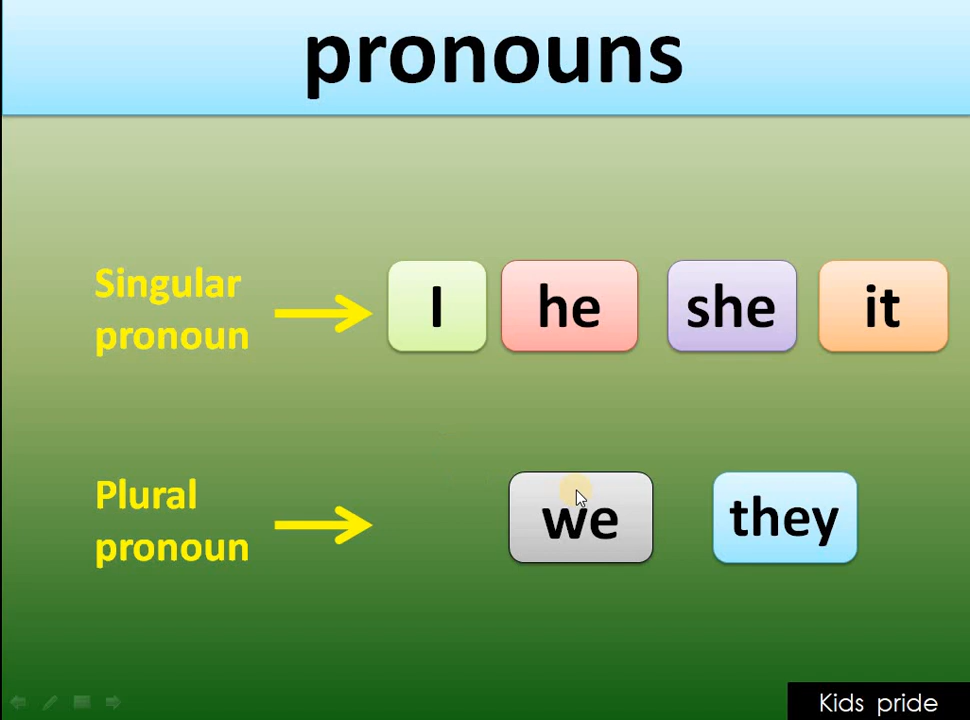 pronouns
Singular
pronoun
I he she it
Plural
pronoun
we they
Kids pride